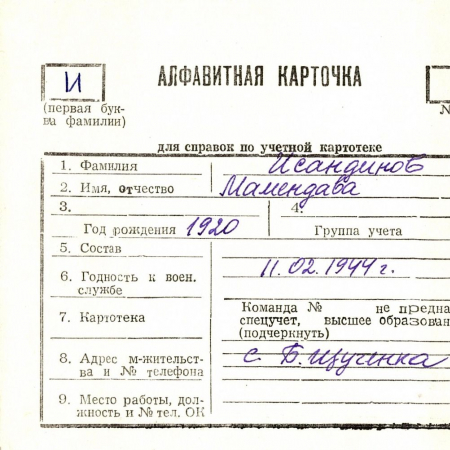 И
АЛФАВИТНАЯ КАРТОЧКА
(первая бук-
ва фамилии)
№
для справок по учетной картотеке
1. Фамилия Исандинов
2. Имя, отчество Мамендава
3. 4.
Год рождения 1920 Группа учета
5. Состав
6. Годность к воен. службе 11.02.1944 г.
7. Картотека
Команда № не предна
спецучет, высшее образован
(подчеркнуть)
8. Адрес м-жительст-
ва и № телефона с. Б. Щучинка
9. Место работы, дол-
жность и № тел. ОК